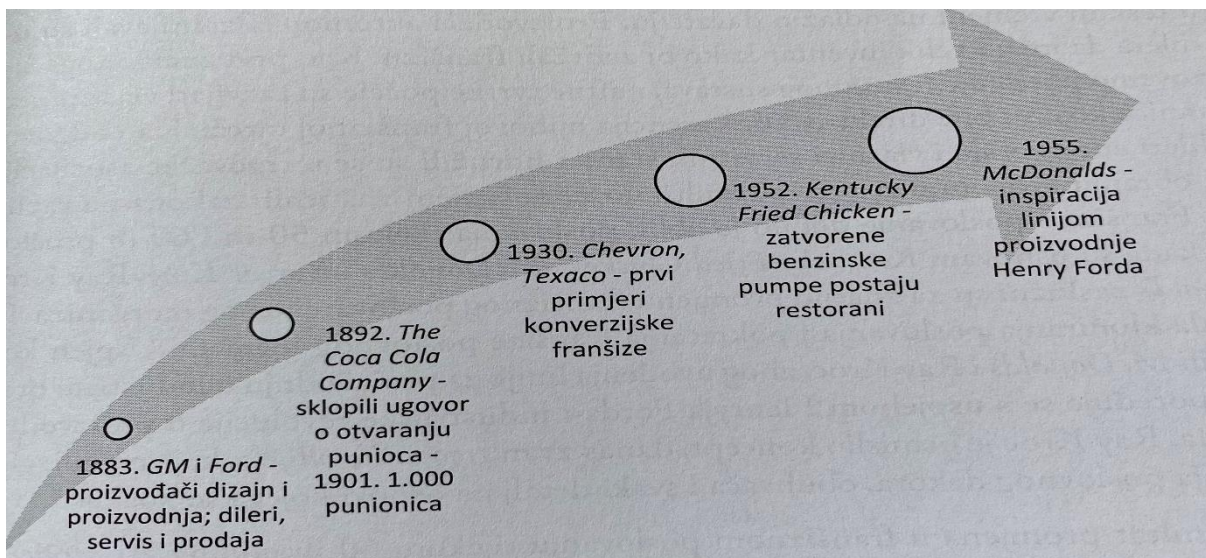 1883. GM i Ford -
proizvođači dizajn i
proizvodnja; dileri,
servis i prodaja
1892. The
Coca Cola
Company -
sklopili ugovor
o otvaranju
punioca -
1901. 1.000
punionica
1930. Chevron,
Texaco - prvi
primjeri
konverzijske
franšize
1952. Kentucky
Fried Chicken -
zatvorene
benzinske
pumpe postaju
restorani
1955.
McDonalds -
inspiracija
linijom
proizvodnje
Henry Forda